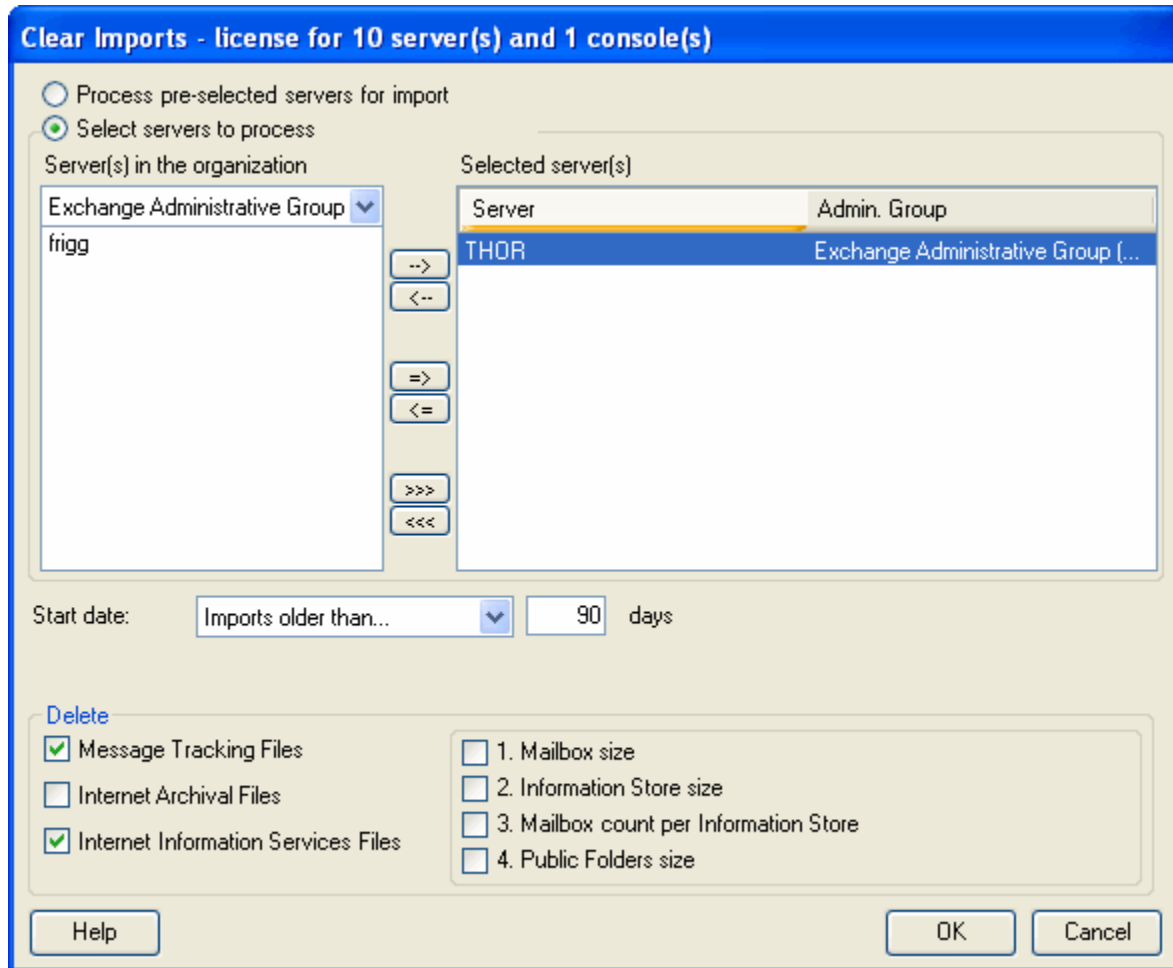 Clear Imports - license for 10 server(s) and 1 console(s)
Process pre-selected servers for import
Select servers to process
Server(s) in the organization
Selected server(s)
Exchange Administrative Group
frigg
-->
<--
=>
<=
>>>
<<<
Server Admin. Group
THOR Exchange Administrative Group (...
Start date: Imports older than... 90 days
Delete
Message Tracking Files
Internet Archival Files
Internet Information Services Files
1. Mailbox size
2. Information Store size
3. Mailbox count per Information Store
4. Public Folders size
Help OK Cancel